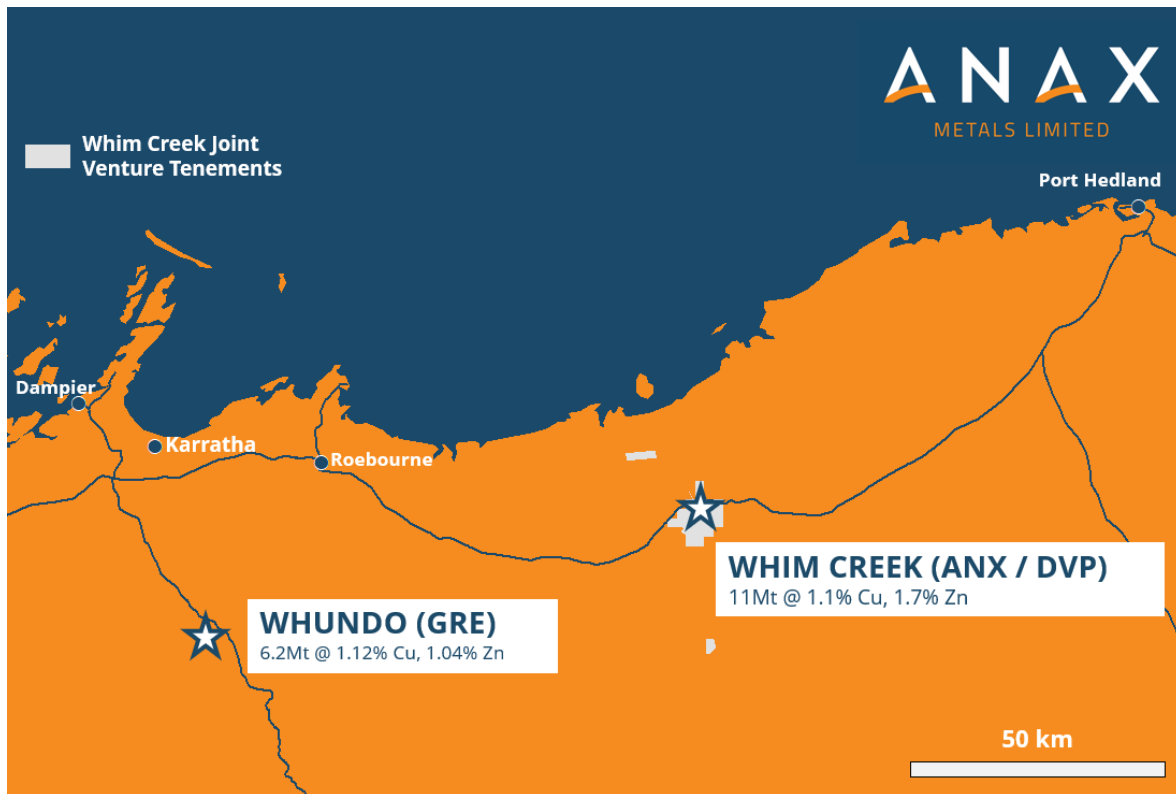 ANAX
METALS LIMITED
Whim Creek Joint
Venture Tenements
Port Hedland
Dampier
Karratha
Roebourne
WHIM CREEK (ANX / DVP)
11Mt @ 1.1% Cu, 1.7% Zn
WHUNDO (GRE)
6.2Mt @ 1.12% Cu, 1.04% Zn
50 km